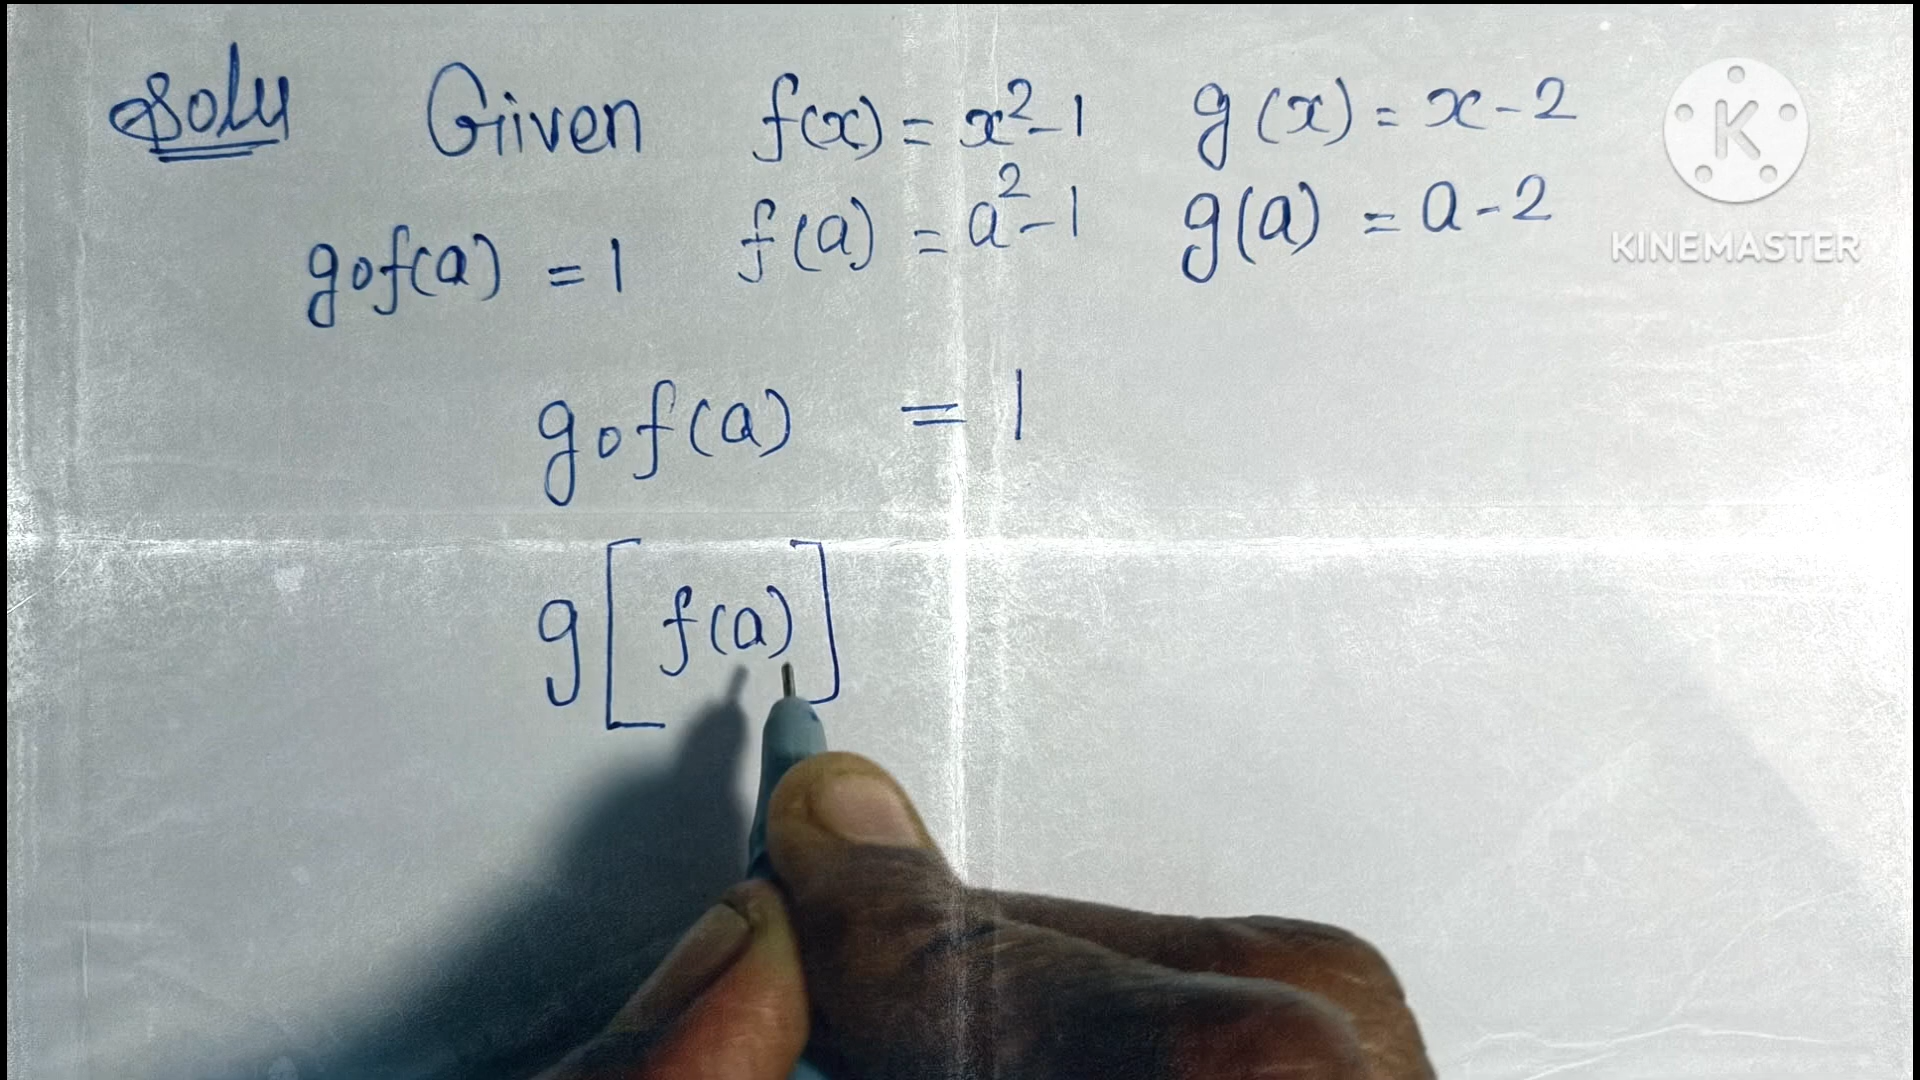 Solu Given f(x) = x²-1 g(x) = x-2
gof(a) = 1 f(a) = a²-1 g(a) = a-2
gof(a) = 1
g[f(a)]
K
KINEMASTER